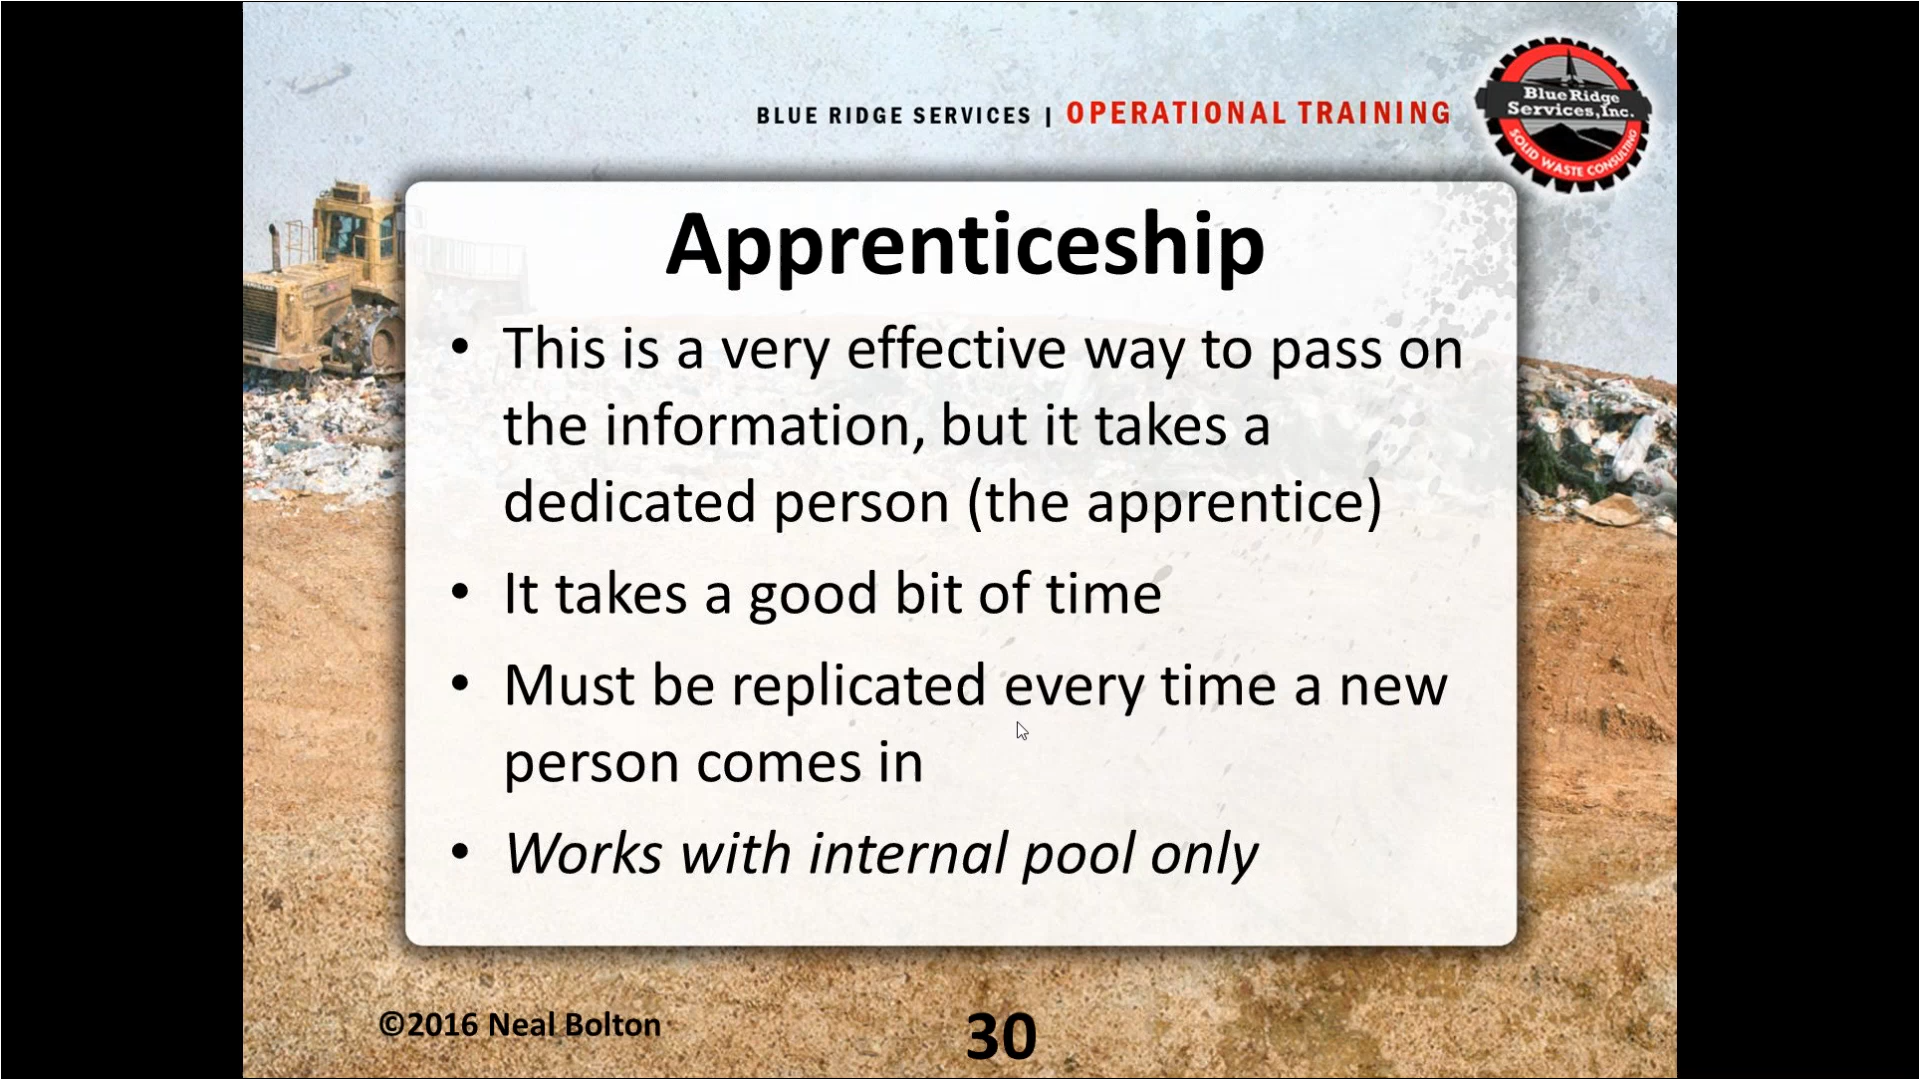 BLUE RIDGE SERVICES | OPERATIONAL TRAINING
Blue Ridge
Services, Inc.
SOLID WASTE CONSULTING
Apprenticeship
• This is a very effective way to pass on
the information, but it takes a
dedicated person (the apprentice)
• It takes a good bit of time
• Must be replicated every time a new
person comes in
• Works with internal pool only
©2016 Neal Bolton
30